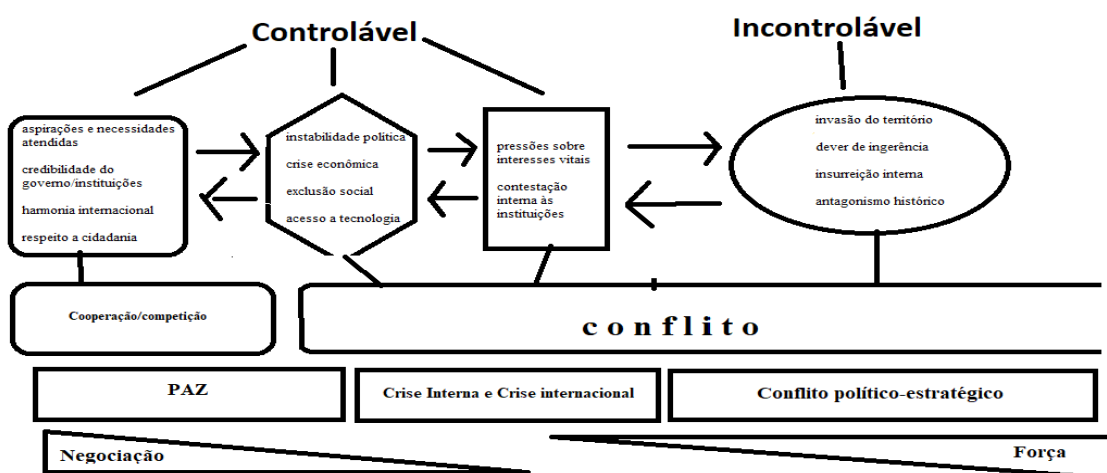 Controlável
Incontrolável
aspirações e necessidades
atendidas
credibilidade do
governo/instituições
harmonia internacional
respeito a cidadania
instabilidade política
crise econômica
exclusão social
acesso a tecnologia
pressões sobre
interesses vitais
contestação
interna às
instituições
invasão do território
dever de ingerência
insurreição interna
antagonismo histórico
Cooperação/competição
conflito
PAZ
Crise Interna e Crise internacional
Conflito político-estratégico
Negociação
Força